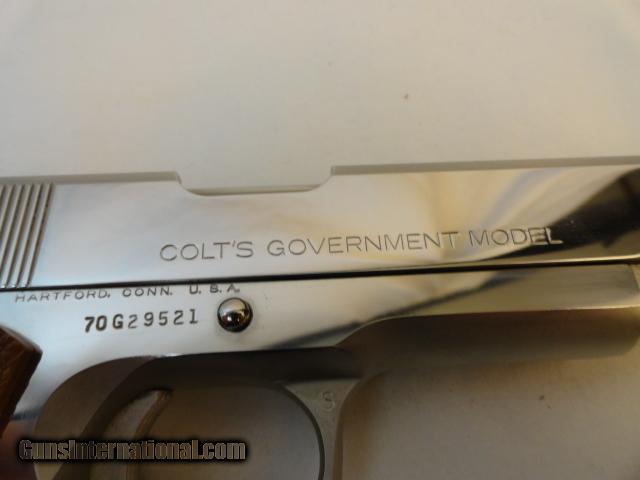 COLT'S GOVERNMENT MODEL
HARTFORD, CONN. U.S.A.
70G29521
S
GunsInternational.com